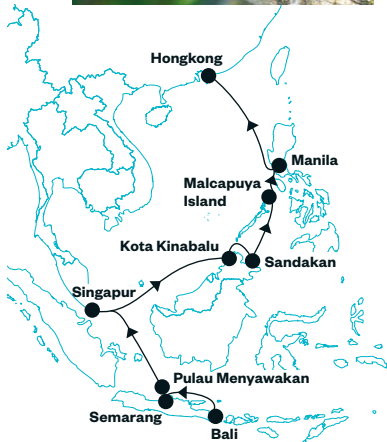 Hongkong
Manila
Malcapuya
Island
Kota Kinabalu
Sandakan
Singapur
Pulau Menyawakan
Semarang
Bali